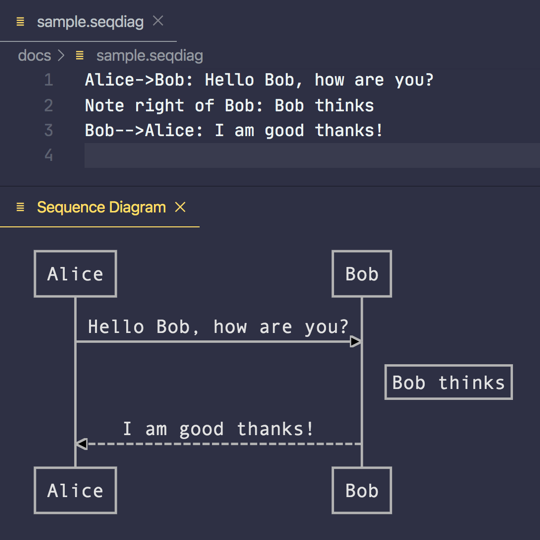 sample.seqdiag
docs > sample.seqdiag
1 Alice->Bob: Hello Bob, how are you?
2 Note right of Bob: Bob thinks
3 Bob-->Alice: I am good thanks!
4
Sequence Diagram
Alice Bob
Hello Bob, how are you?
Bob thinks
I am good thanks!
Alice Bob